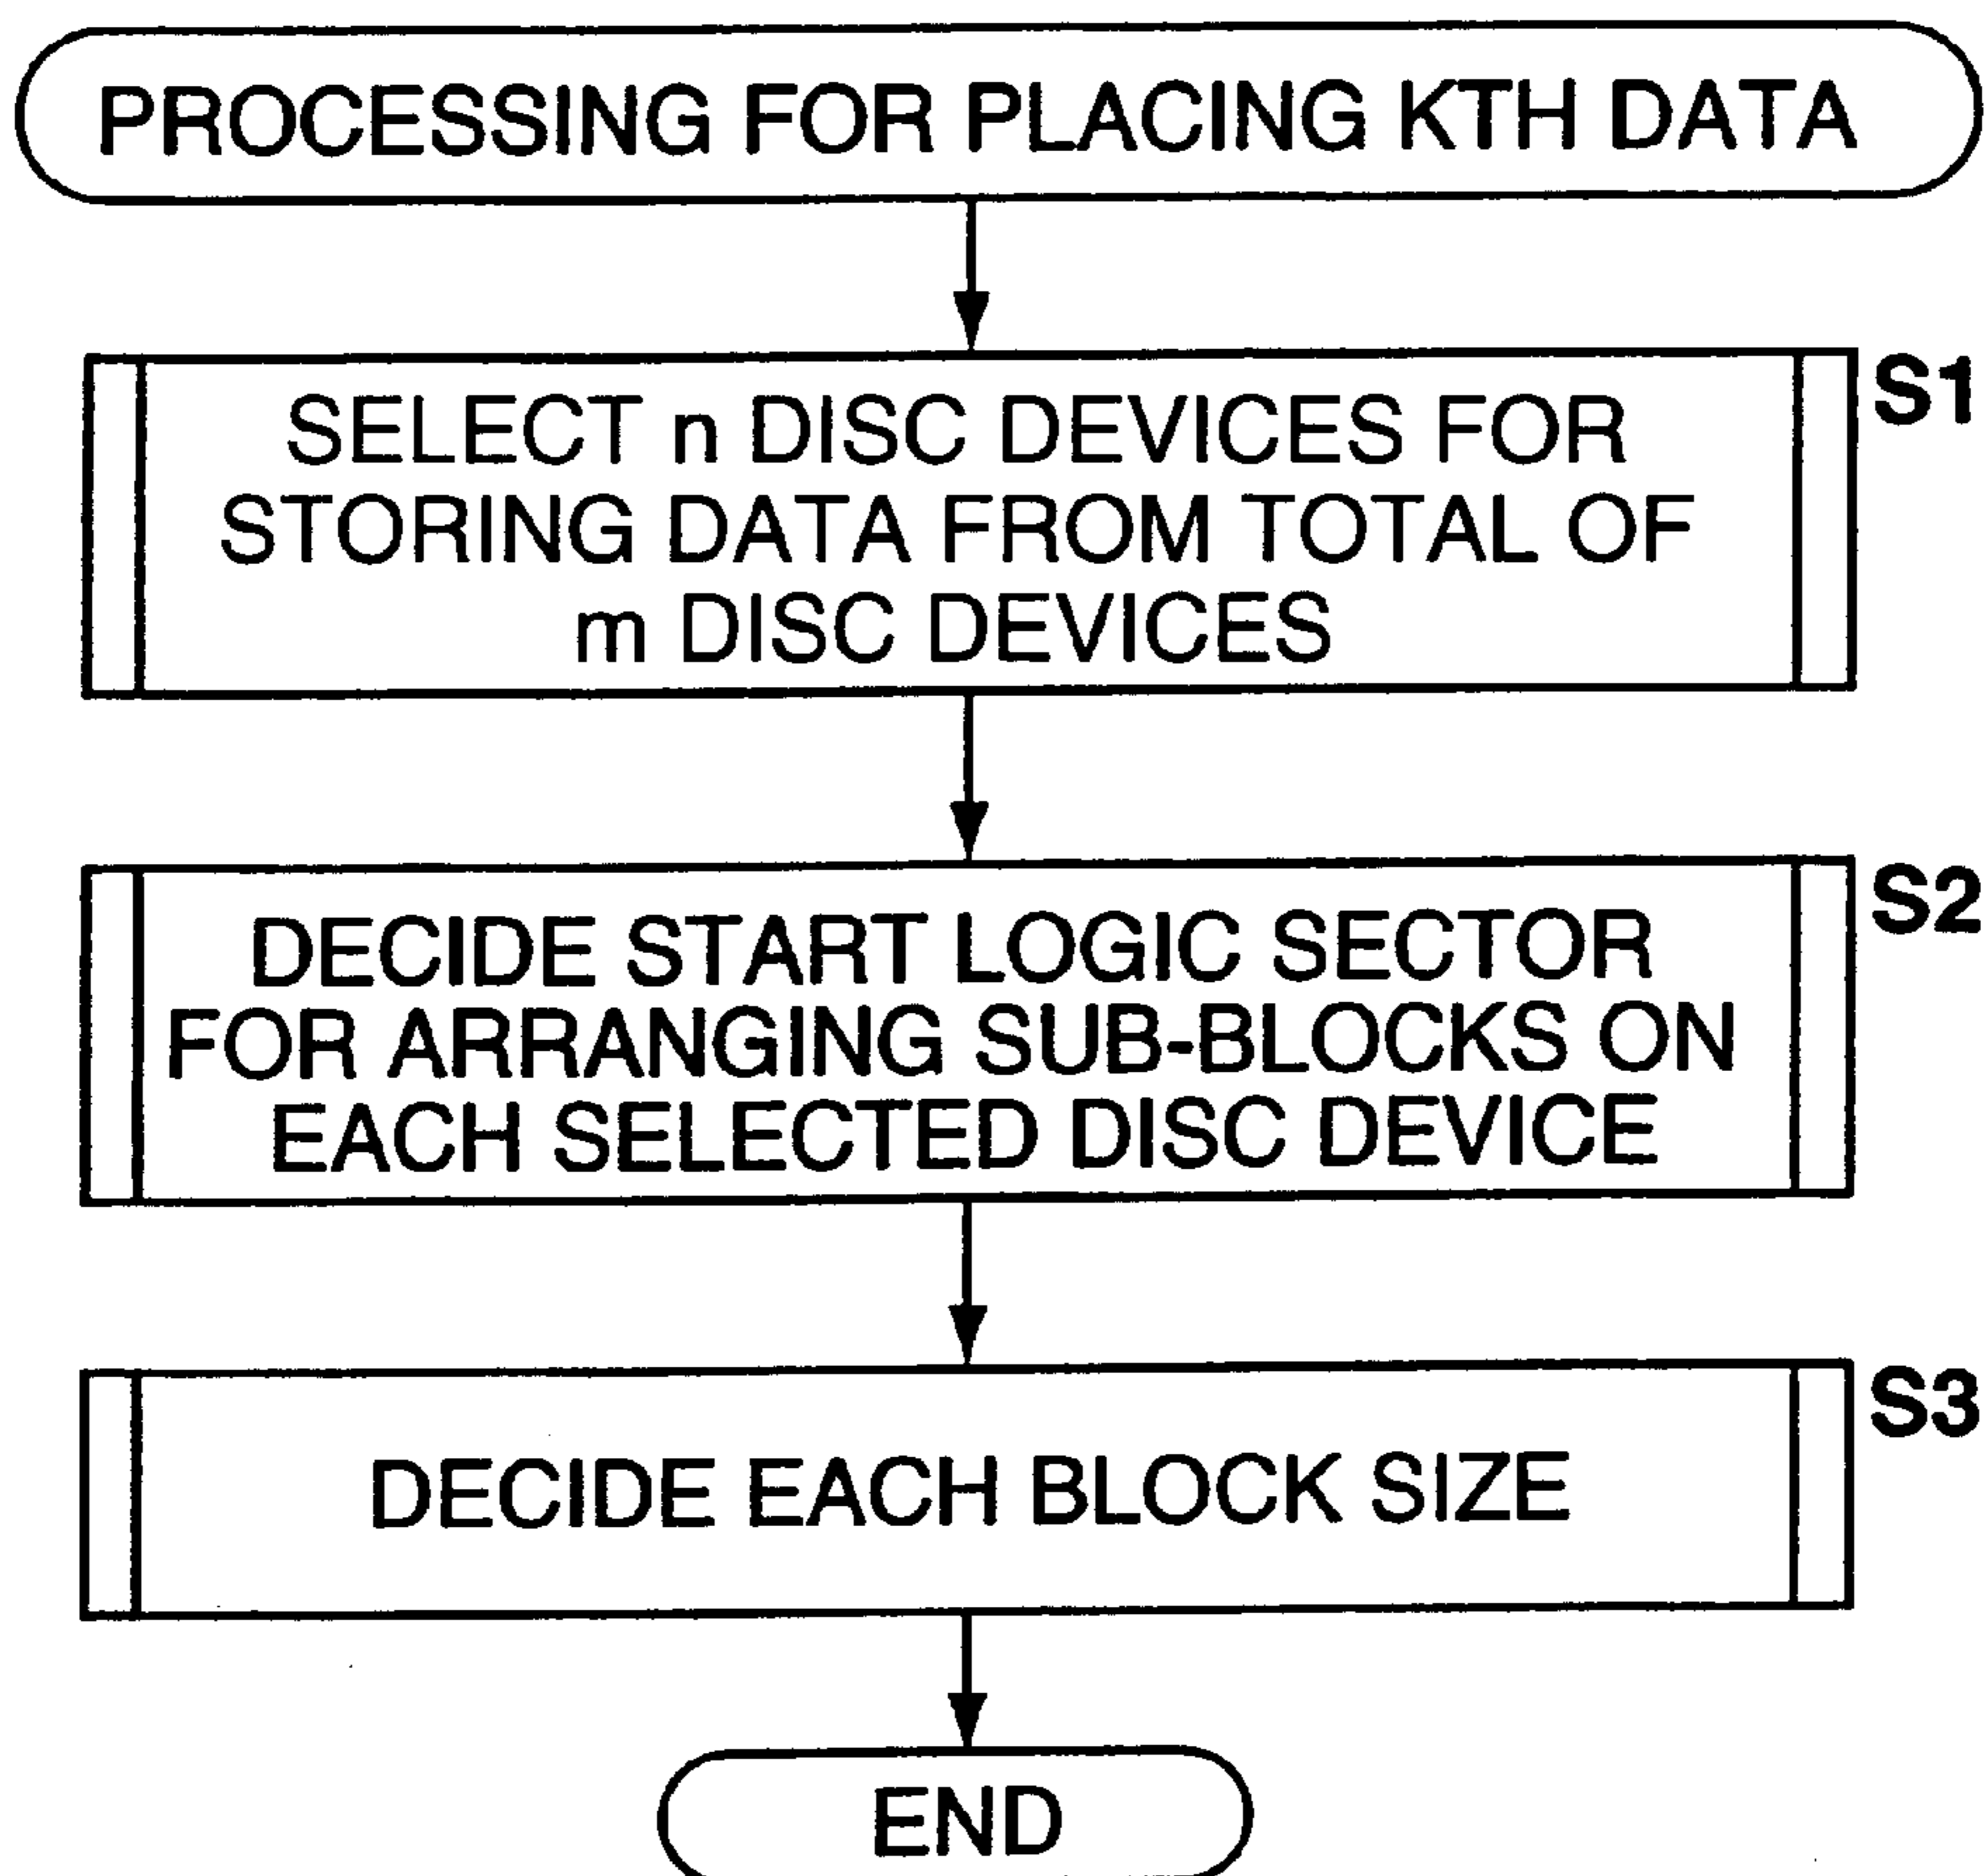 PROCESSING FOR PLACING KTH DATA
S1
SELECT n DISC DEVICES FOR
STORING DATA FROM TOTAL OF
m DISC DEVICES
S2
DECIDE START LOGIC SECTOR
FOR ARRANGING SUB-BLOCKS ON
EACH SELECTED DISC DEVICE
S3
DECIDE EACH BLOCK SIZE
END